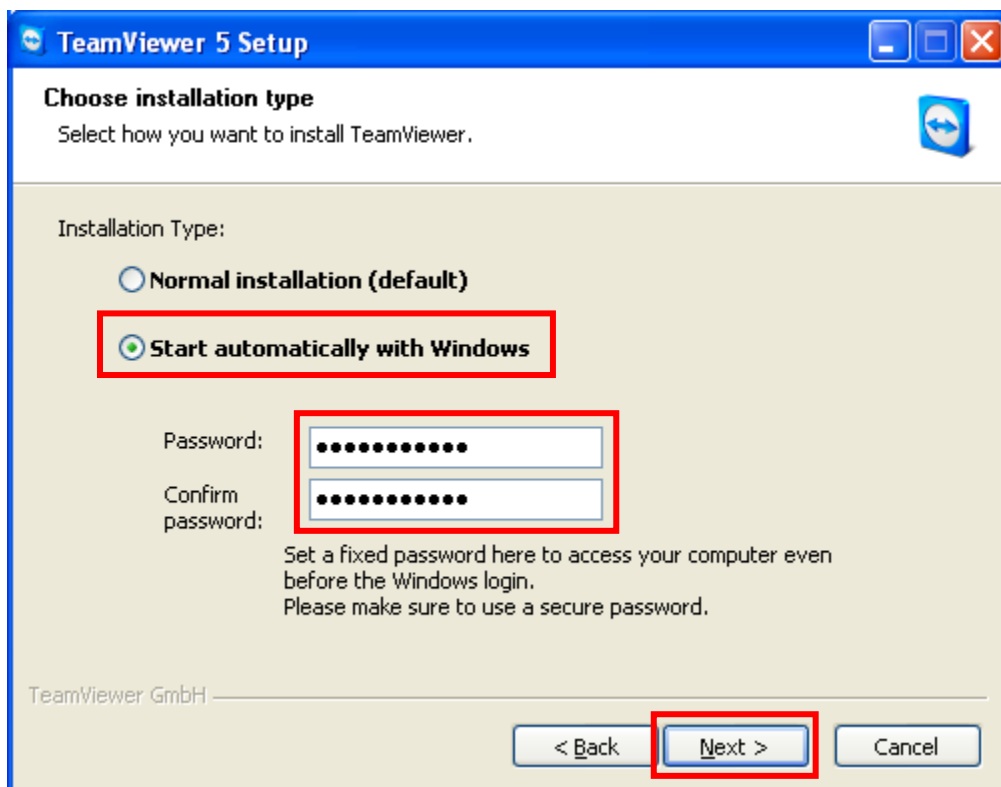 TeamViewer 5 Setup
Choose installation type
Select how you want to install TeamViewer.
Installation Type:
Normal installation (default)
Start automatically with Windows
Password: •••••••••••
Confirm
password: •••••••••••
Set a fixed password here to access your computer even
before the Windows login.
Please make sure to use a secure password.
TeamViewer GmbH
< Back Next > Cancel